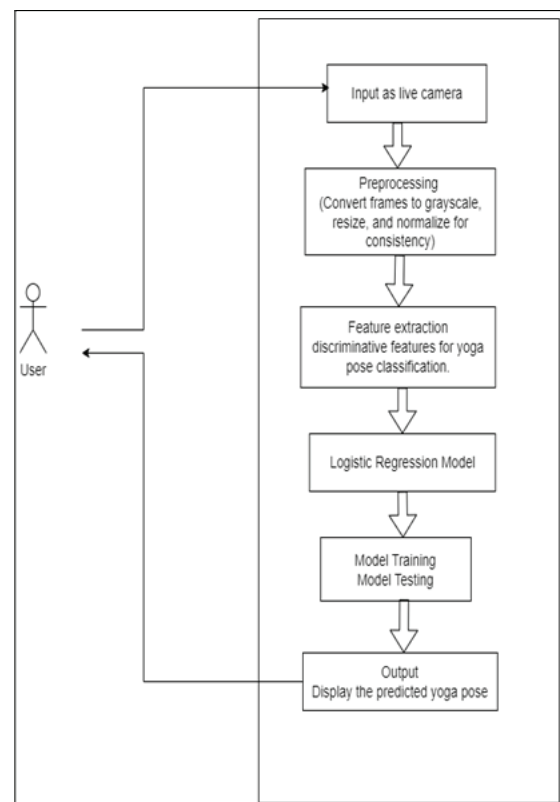 Input as live camera
Preprocessing
(Convert frames to grayscale,
resize, and normalize for
consistency)
Feature extraction
discriminative features for yoga
pose classification.
User
Logistic Regression Model
Model Training
Model Testing
Output
Display the predicted yoga pose